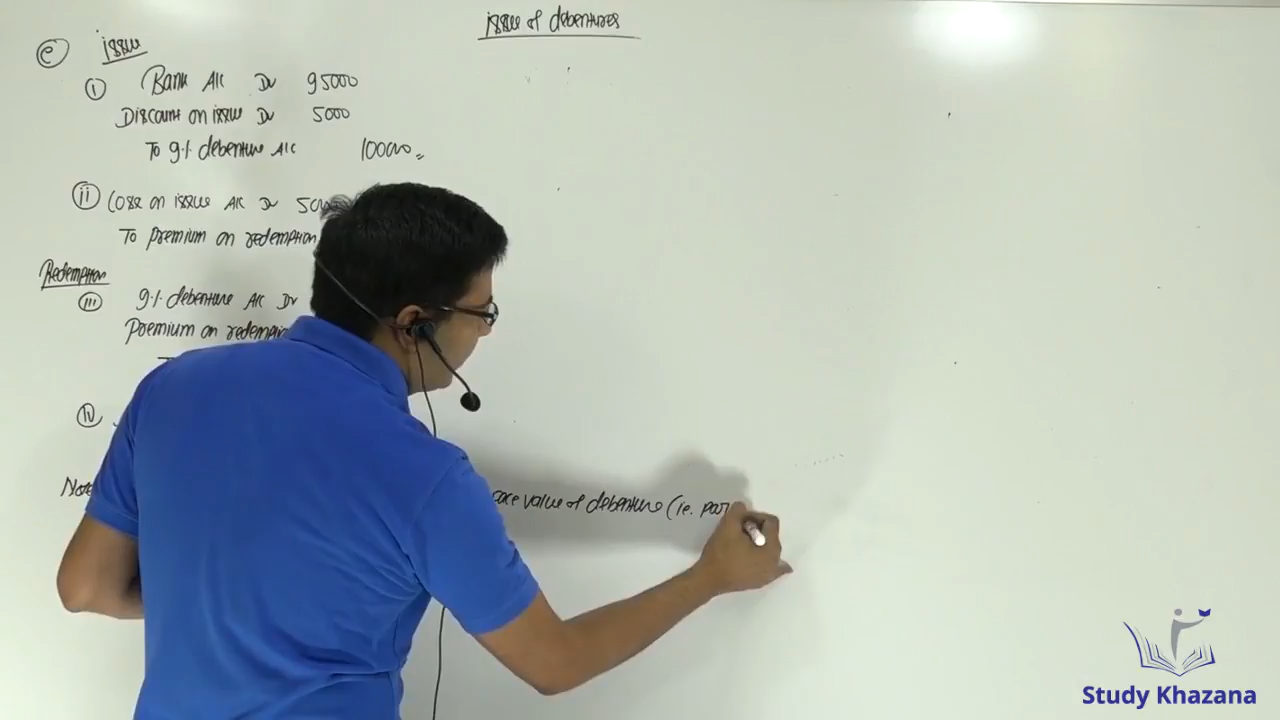 issue of debentures
e issue
i Bank A/c Dr 95000
Discount on issue Dr 5000
To 9% debenture A/c 100000
ii Loss on issue A/c Dr
To premium on redemption
Redemption
iii 9% debenture A/c Dr
Premium on redemption
iv
face value of debenture (ie. par
Study Khazana